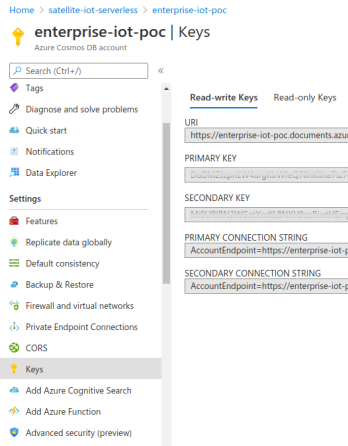 Home > satellite-iot-serverless > enterprise-iot-poc
enterprise-iot-poc | Keys
Azure Cosmos DB account
Search (Ctrl+/)
«
Tags
Diagnose and solve problems
Quick start
Notifications
Data Explorer
Settings
Features
Replicate data globally
Default consistency
Backup & Restore
Firewall and virtual networks
Private Endpoint Connections
CORS
Keys
Add Azure Cognitive Search
Add Azure Function
Advanced security (preview)
Read-write Keys Read-only Keys
URI
https://enterprise-iot-poc.documents.azu
PRIMARY KEY
SECONDARY KEY
PRIMARY CONNECTION STRING
AccountEndpoint=https://enterprise-iot-p
SECONDARY CONNECTION STRING
AccountEndpoint=https://enterprise-iot-p